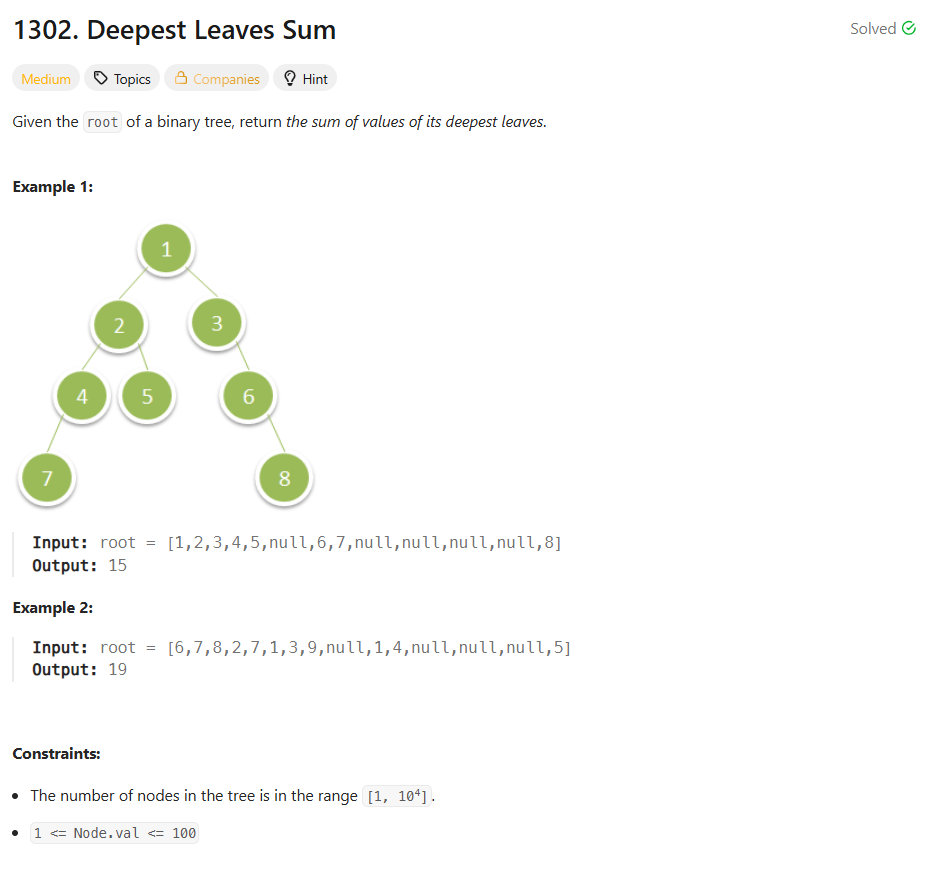 1302. Deepest Leaves Sum
Solved
Medium Topics Companies Hint
Given the root of a binary tree, return the sum of values of its deepest leaves.
Example 1:
1
2 3
4 5 6
7 8
Input: root = [1,2,3,4,5,null,6,7,null,null,null,null,8]
Output: 15
Example 2:
Input: root = [6,7,8,2,7,1,3,9,null,1,4,null,null,null,5]
Output: 19
Constraints:
• The number of nodes in the tree is in the range [1, 10⁴].
• 1 <= Node.val <= 100